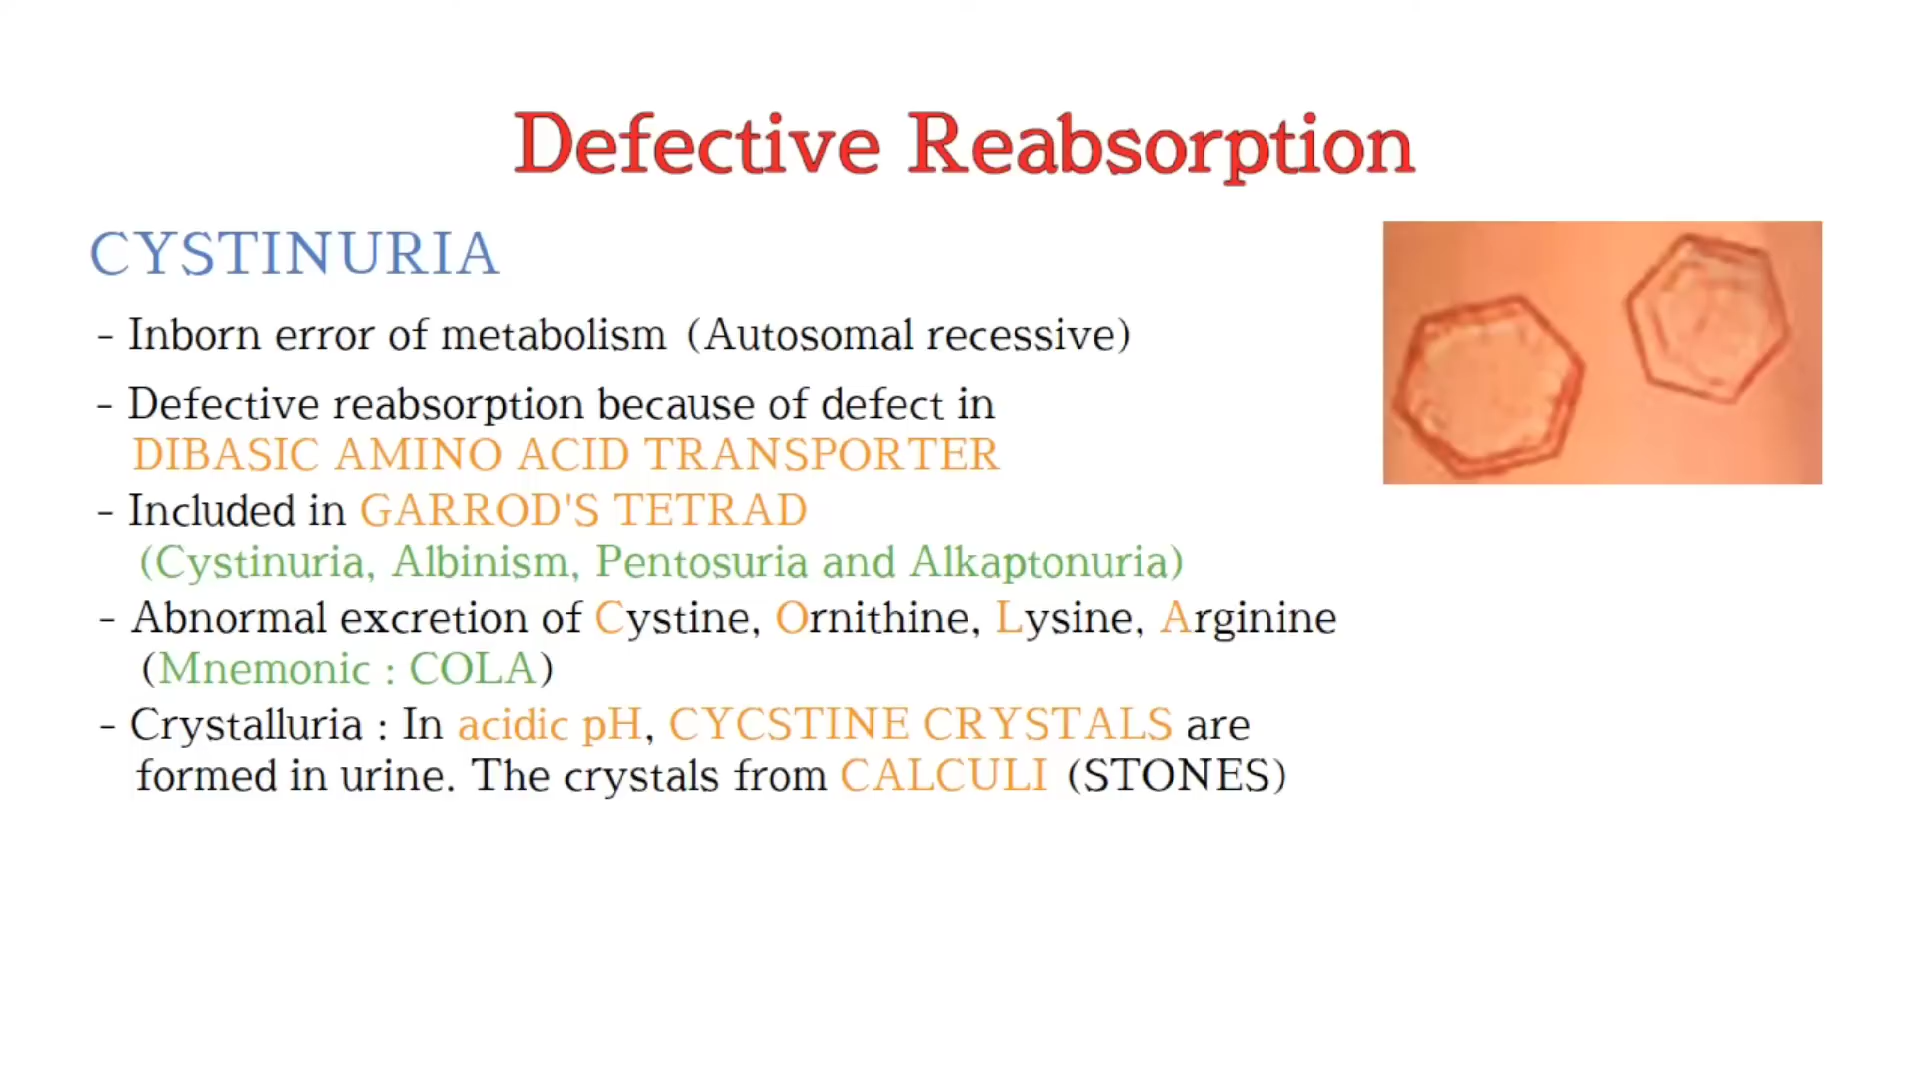 Defective Reabsorption
CYSTINURIA
- Inborn error of metabolism (Autosomal recessive)
- Defective reabsorption because of defect in
DIBASIC AMINO ACID TRANSPORTER
- Included in GARROD'S TETRAD
(Cystinuria, Albinism, Pentosuria and Alkaptonuria)
- Abnormal excretion of Cystine, Ornithine, Lysine, Arginine
(Mnemonic : COLA)
- Crystalluria : In acidic pH, CYCSTINE CRYSTALS are
formed in urine. The crystals from CALCULI (STONES)